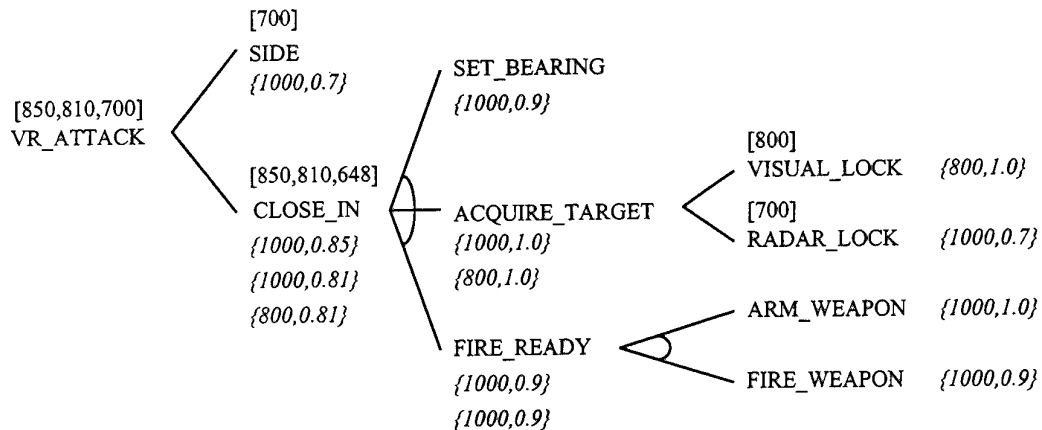 [700]
SIDE
{1000,0.7}
[850,810,700]
VR_ATTACK
[850,810,648]
CLOSE_IN
{1000,0.85}
{1000,0.81}
{800,0.81}
SET_BEARING
{1000,0.9}
ACQUIRE_TARGET
{1000,1.0}
{800,1.0}
FIRE_READY
{1000,0.9}
{1000,0.9}
[800]
VISUAL_LOCK {800,1.0}
[700]
RADAR_LOCK {1000,0.7}
ARM_WEAPON {1000,1.0}
FIRE_WEAPON {1000,0.9}